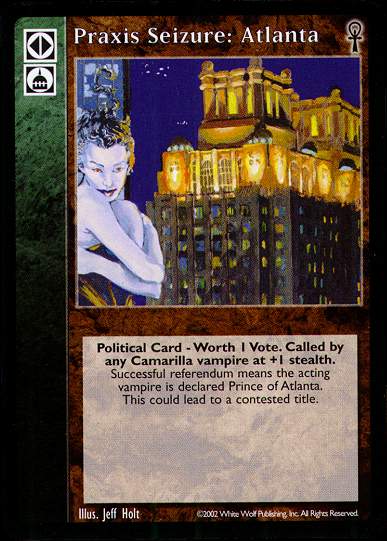 Praxis Seizure: Atlanta
Political Card - Worth 1 Vote. Called by
any Camarilla vampire at +1 stealth.
Successful referendum means the acting
vampire is declared Prince of Atlanta.
This could lead to a contested title.
Illus. Jeff Holt
©2002 White Wolf Publishing, Inc. All Rights Reserved.